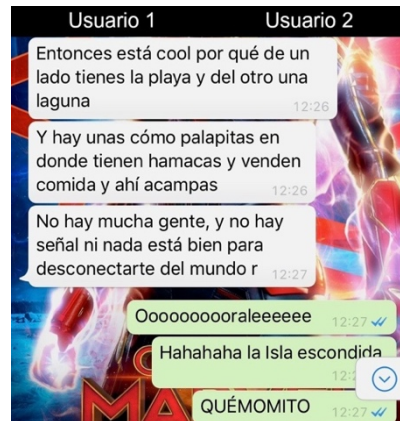 Usuario 1 Usuario 2
Entonces está cool por qué de un
lado tienes la playa y del otro una
laguna
12:26
Y hay unas cómo palapitas en
donde tienen hamacas y venden
comida y ahí acampas
12:26
No hay mucha gente, y no hay
señal ni nada está bien para
desconectarte del mundo r
12:27
Oooooooooraleeeeee
12:27
Hahahaha la Isla escondida
QUÉMOMITO
12:27